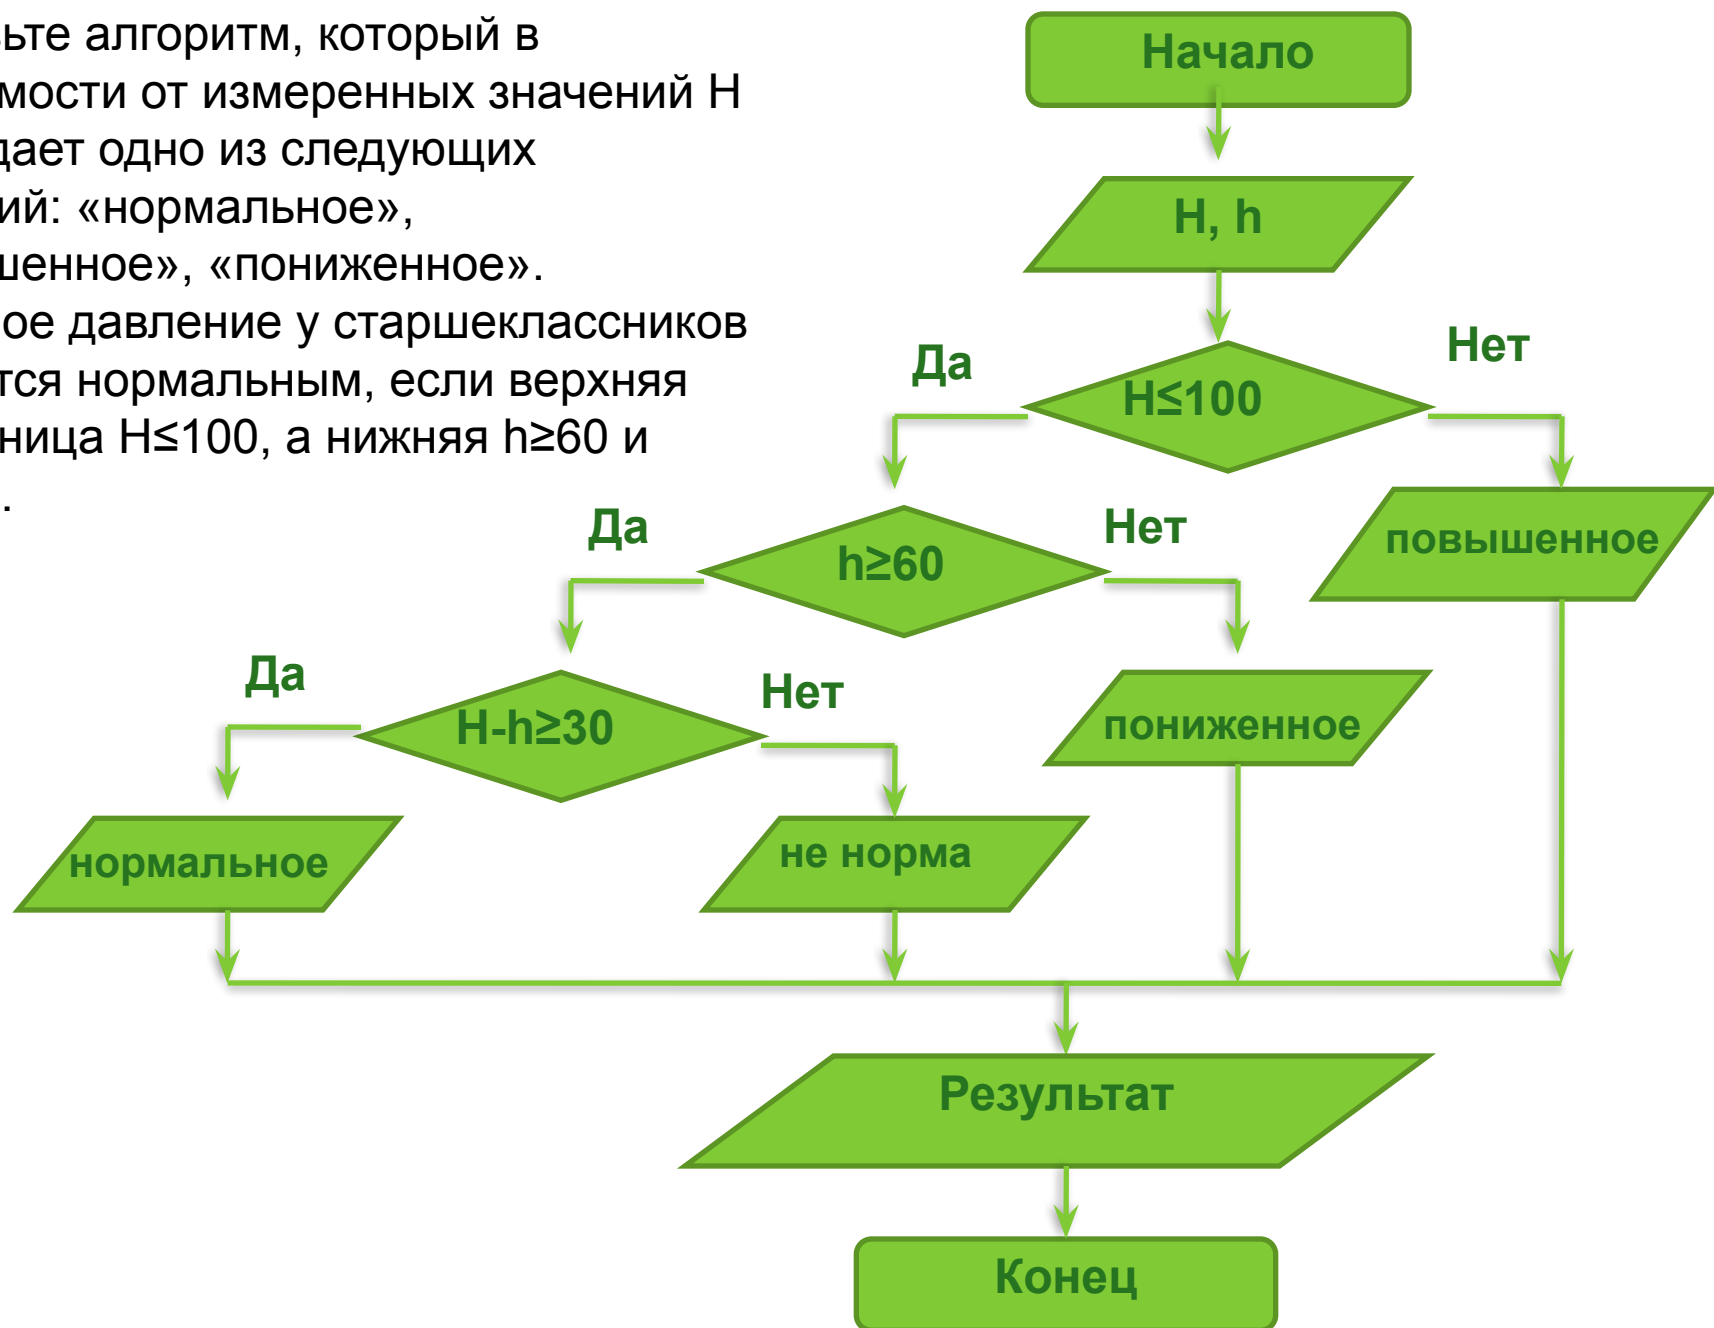 ьте алгоритм, который в
мости от измеренных значений Н
дает одно из следующих
ий: «нормальное»,
шенное», «пониженное».
ое давление у старшеклассников
тся нормальным, если верхняя
ница Н≤100, а нижняя h≥60 и
.
Начало
H, h
Да
Нет
H≤100
Да
Нет
h≥60
повышенное
Да
Нет
H-h≥30
пониженное
нормальное
не норма
Результат
Конец